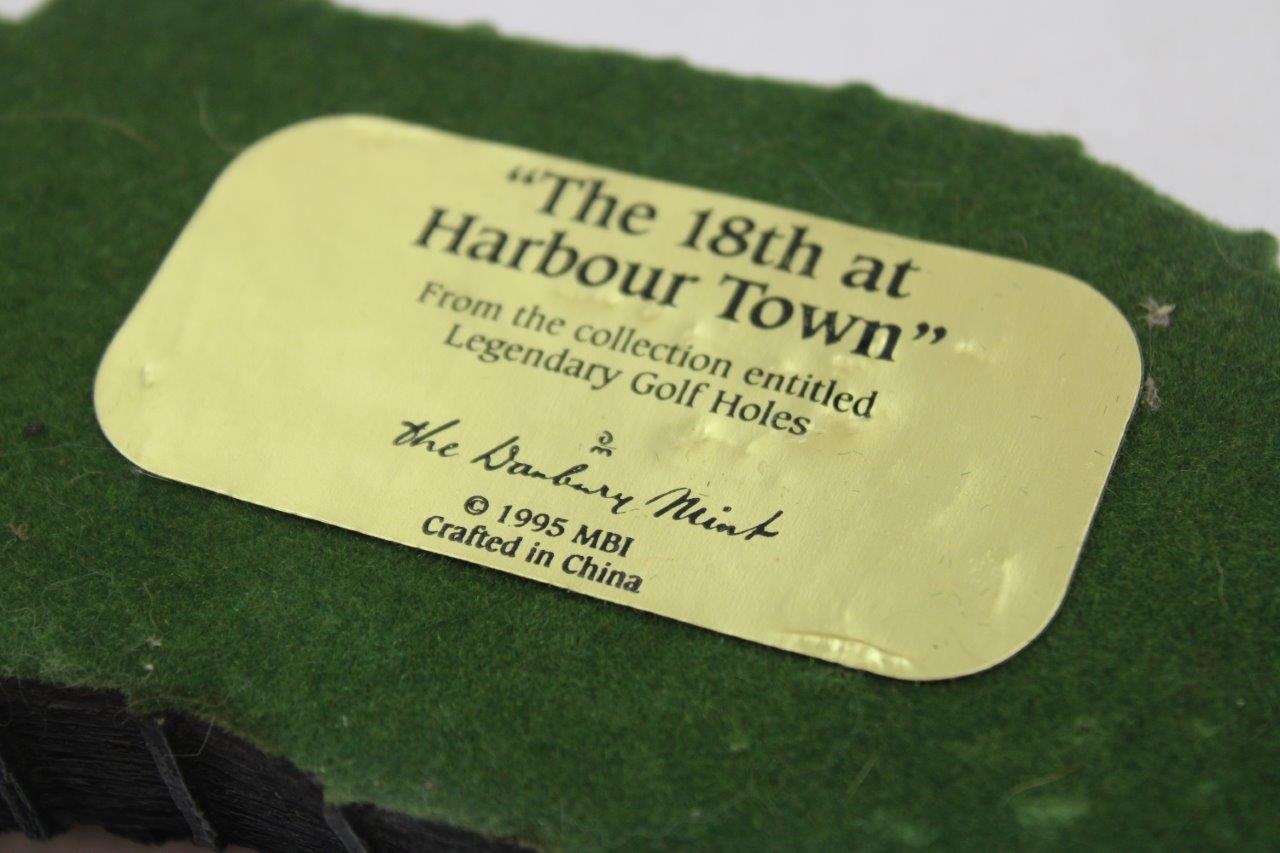 “The 18th at
Harbour Town”
From the collection entitled
Legendary Golf Holes
DM
the Danbury Mint
© 1995 MBI
Crafted in China